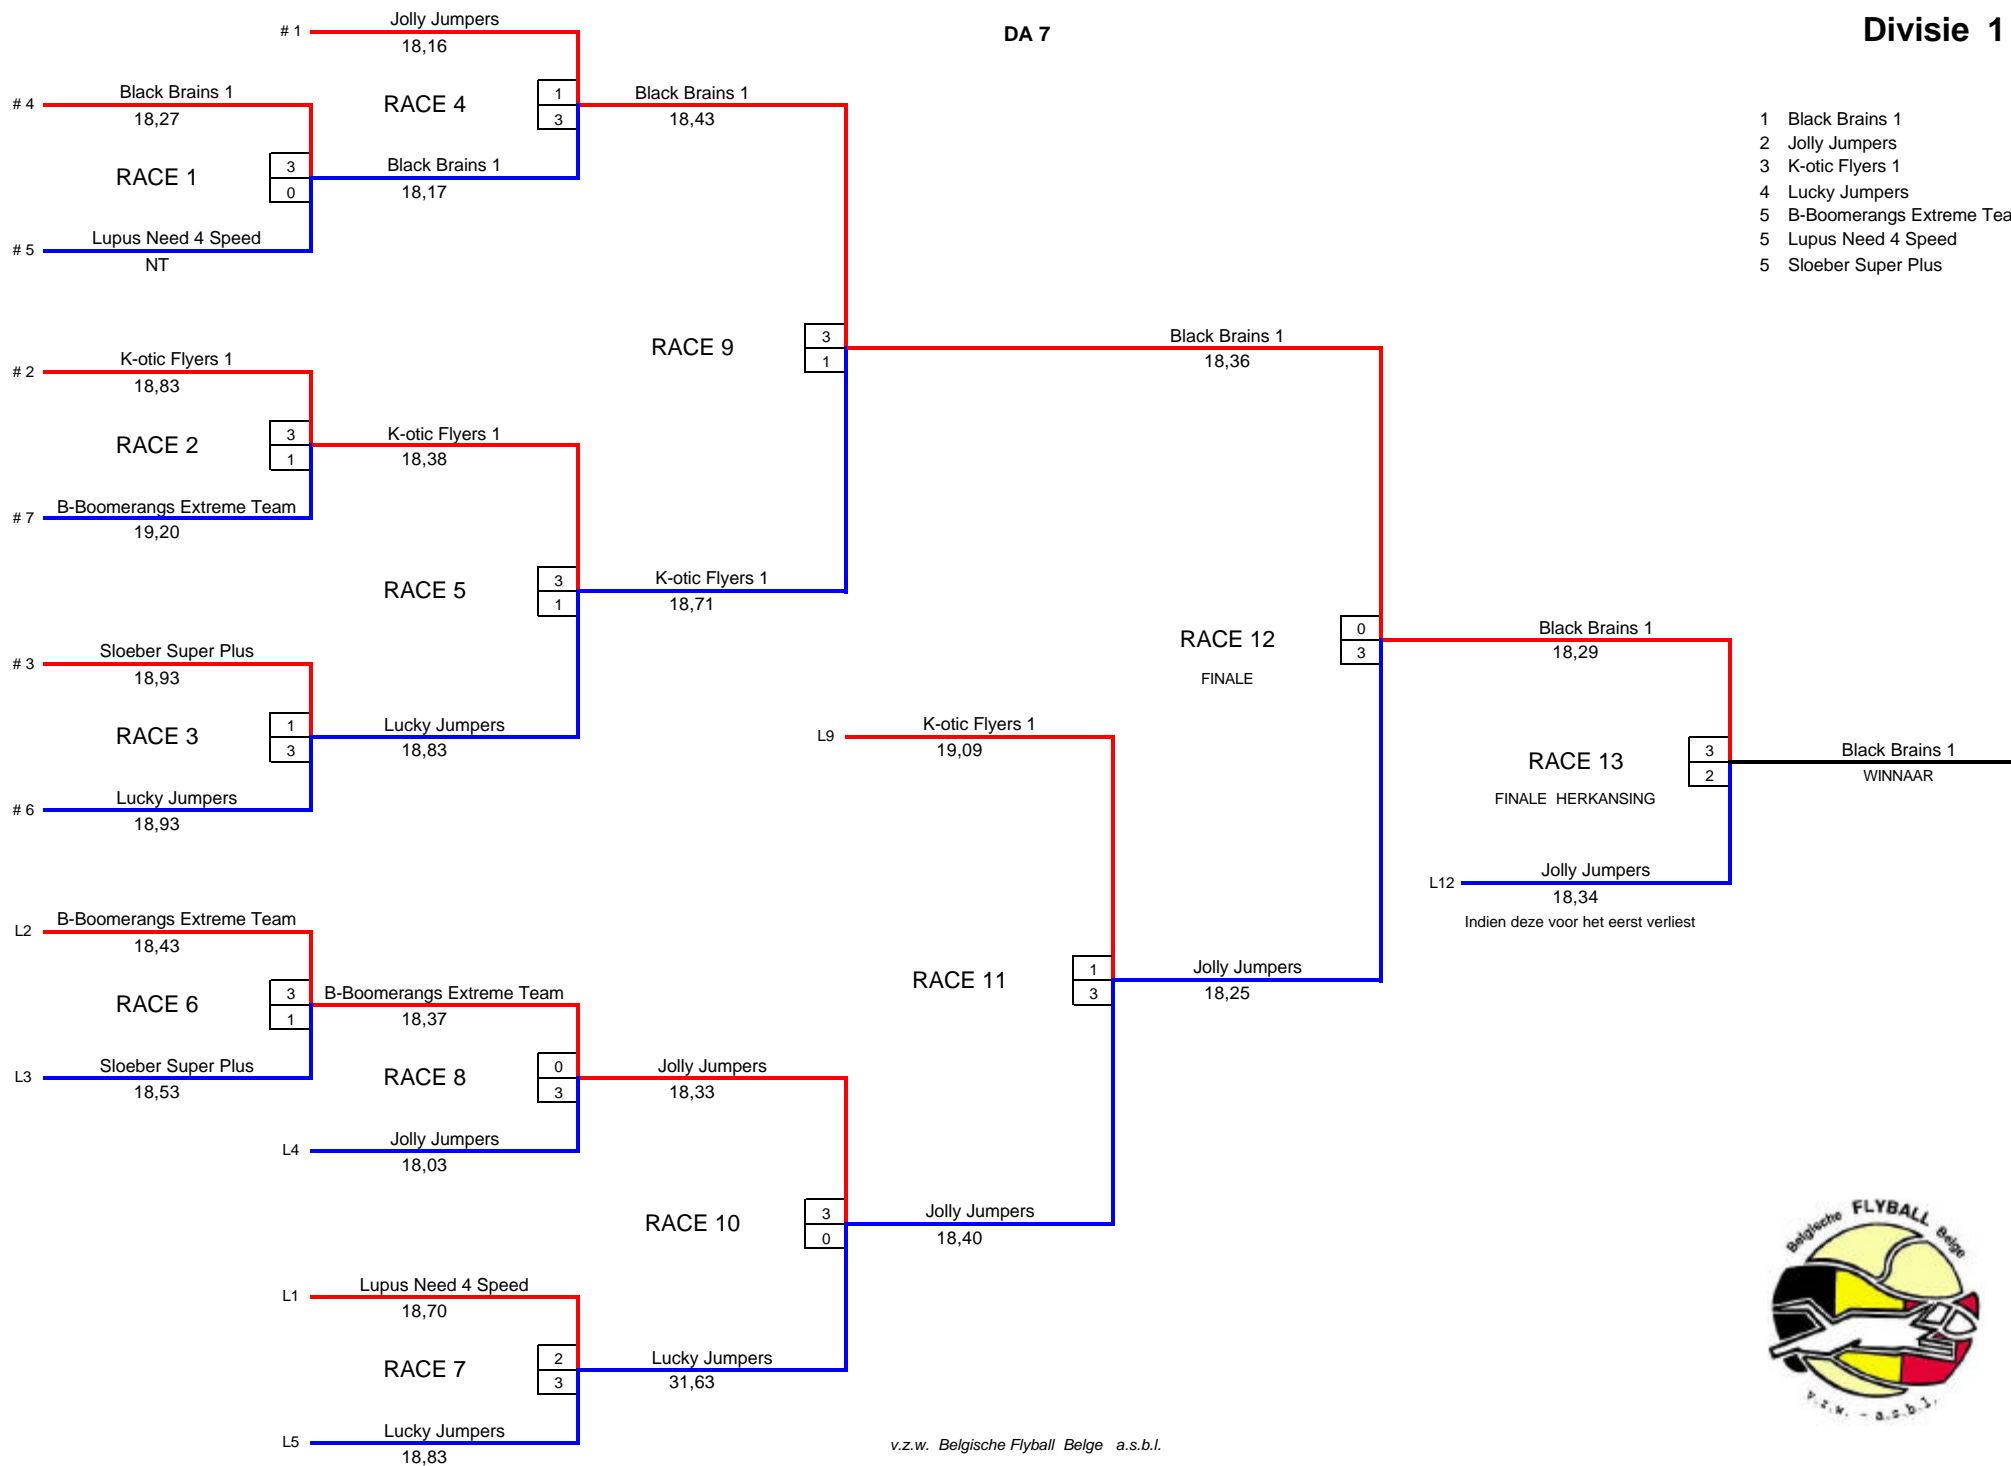 Jolly Jumpers
# 1
18,16
DA 7
Divisie 1
Black Brains 1
# 4
18,27
RACE 4
1
3
Black Brains 1
18,43
RACE 1
3
0
Black Brains 1
18,17
Lupus Need 4 Speed
# 5
NT
1 Black Brains 1
2 Jolly Jumpers
3 K-otic Flyers 1
4 Lucky Jumpers
5 B-Boomerangs Extreme Tea
5 Lupus Need 4 Speed
5 Sloeber Super Plus
RACE 9
3
1
Black Brains 1
18,36
K-otic Flyers 1
# 2
18,83
RACE 2
3
1
K-otic Flyers 1
18,38
B-Boomerangs Extreme Team
# 7
19,20
RACE 5
3
1
K-otic Flyers 1
18,71
RACE 12
FINALE
0
3
Black Brains 1
18,29
Sloeber Super Plus
# 3
18,93
RACE 3
1
3
Lucky Jumpers
18,83
L9
K-otic Flyers 1
19,09
RACE 13
FINALE HERKANSING
3
2
Black Brains 1
WINNAAR
Lucky Jumpers
# 6
18,93
Jolly Jumpers
L12
18,34
Indien deze voor het eerst verliest
B-Boomerangs Extreme Team
L2
18,43
RACE 6
3
1
B-Boomerangs Extreme Team
18,37
RACE 11
1
3
Jolly Jumpers
18,25
Sloeber Super Plus
L3
18,53
RACE 8
0
3
Jolly Jumpers
18,33
Jolly Jumpers
L4
18,03
RACE 10
3
0
Jolly Jumpers
18,40
Lupus Need 4 Speed
L1
18,70
RACE 7
2
3
Lucky Jumpers
31,63
Lucky Jumpers
L5
18,83
v.z.w. Belgische Flyball Belge a.s.b.l.
Belgische FLYBALL Belge
v.z.w. - a.s.b.l.